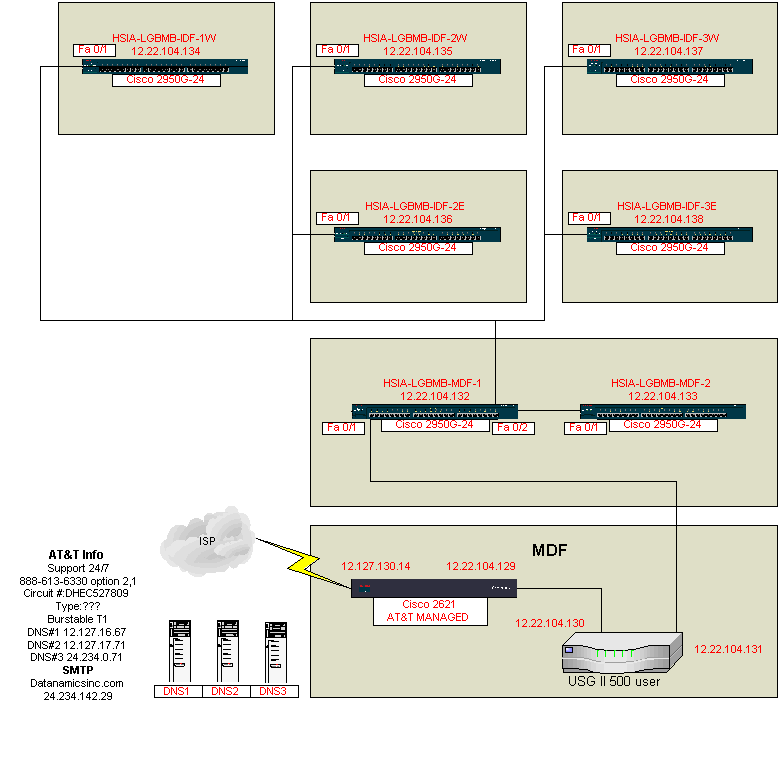 HSIA-LGBMB-IDF-1W
Fa 0/1
12.22.104.134
Cisco 2950G-24
HSIA-LGBMB-IDF-2W
Fa 0/1
12.22.104.135
Cisco 2950G-24
HSIA-LGBMB-IDF-3W
Fa 0/1
12.22.104.137
Cisco 2950G-24
HSIA-LGBMB-IDF-2E
Fa 0/1
12.22.104.136
Cisco 2950G-24
HSIA-LGBMB-IDF-3E
Fa 0/1
12.22.104.138
Cisco 2950G-24
HSIA-LGBMB-MDF-1
12.22.104.132
Fa 0/1
Cisco 2950G-24
Fa 0/2
HSIA-LGBMB-MDF-2
12.22.104.133
Fa 0/1
Cisco 2950G-24
ISP
MDF
12.127.130.14
12.22.104.129
Cisco 2621
AT&T MANAGED
12.22.104.130
12.22.104.131
USG II 500 user
AT&T Info
Support 24/7
888-613-6330 option 2,1
Circuit #:DHEC527809
Type:???
Burstable T1
DNS#1 12.127.16.67
DNS#2 12.127.17.71
DNS#3 24.234.0.71
SMTP
Datanamicsinc.com
24.234.142.29
DNS1
DNS2
DNS3